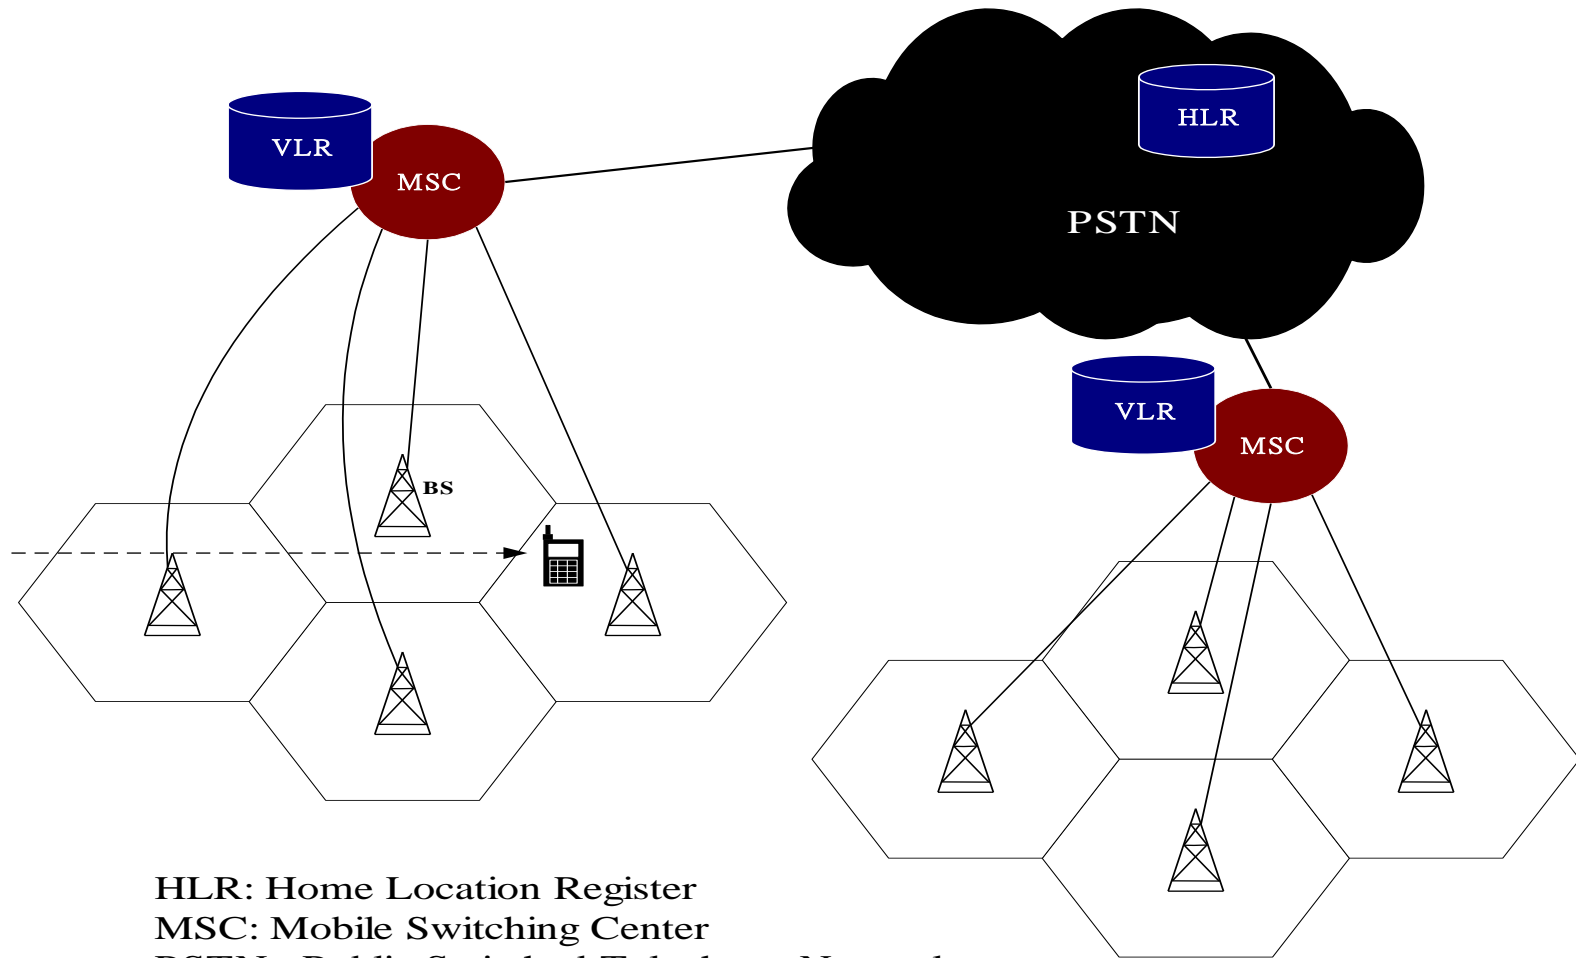 HLR
VLR
MSC
PSTN
VLR
MSC
BS
HLR: Home Location Register
MSC: Mobile Switching Center